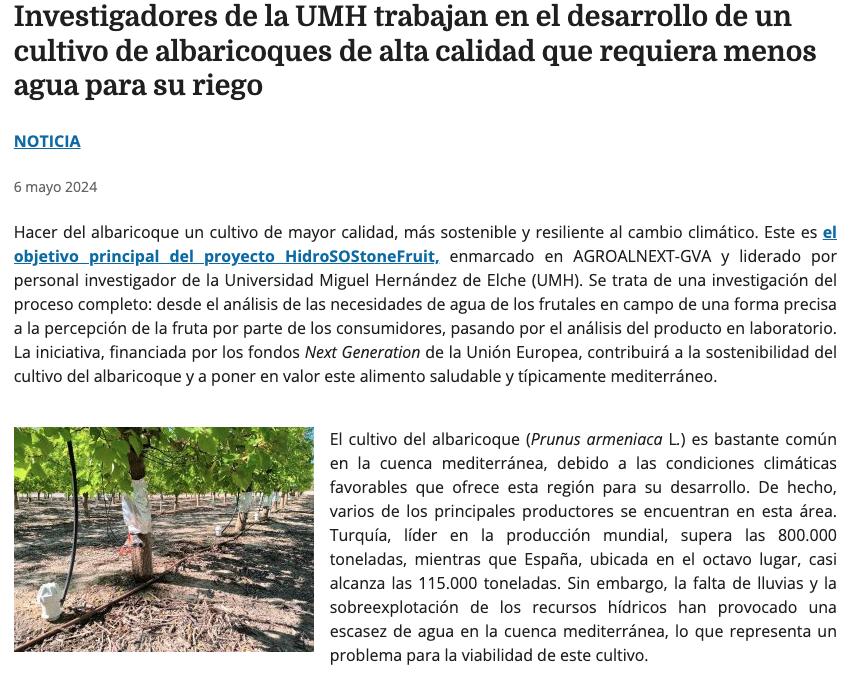 Investigadores de la UMH trabajan en el desarrollo de un
cultivo de albaricoques de alta calidad que requiera menos
agua para su riego
NOTICIA
6 mayo 2024
Hacer del albaricoque un cultivo de mayor calidad, más sostenible y resiliente al cambio climático. Este es el
objetivo principal del proyecto HidroSOStoneFruit, enmarcado en AGROALNEXT-GVA y liderado por
personal investigador de la Universidad Miguel Hernández de Elche (UMH). Se trata de una investigación del
proceso completo: desde el análisis de las necesidades de agua de los frutales en campo de una forma precisa
a la percepción de la fruta por parte de los consumidores, pasando por el análisis del producto en laboratorio.
La iniciativa, financiada por los fondos Next Generation de la Unión Europea, contribuirá a la sostenibilidad del
cultivo del albaricoque y a poner en valor este alimento saludable y típicamente mediterráneo.
El cultivo del albaricoque (Prunus armeniaca L.) es bastante común
en la cuenca mediterránea, debido a las condiciones climáticas
favorables que ofrece esta región para su desarrollo. De hecho,
varios de los principales productores se encuentran en esta área.
Turquía, líder en la producción mundial, supera las 800.000
toneladas, mientras que España, ubicada en el octavo lugar, casi
alcanza las 115.000 toneladas. Sin embargo, la falta de lluvias y la
sobreexplotación de los recursos hídricos han provocado una
escasez de agua en la cuenca mediterránea, lo que representa un
problema para la viabilidad de este cultivo.